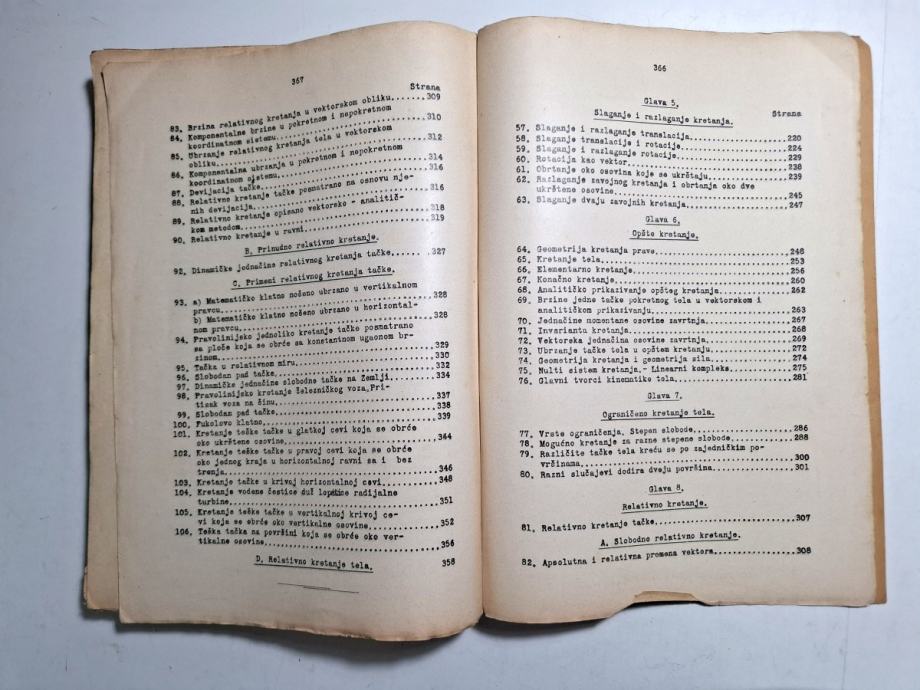 367
Strana
83. Brzina relativnog kretanja u vektorskom obliku.......309
84. Komponentalne brzine u pokretnom i nepokretnom
koordinatnom sistemu.......310
85. Ubrzanje relativnog kretanja tela u vektorskom
obliku.......312
86. Komponentalna ubrzanja u pokretnom i nepokretnom
koordinatnom sistemu.......314
87. Devijacija tačke.......316
88. Relativno kretanje tačke posmatrano na osnovu nje-
nih devijacija.......316
89. Relativno kretanje opisano vektorsko - analitič-
kom metodom.......318
90. Relativno kretanje u ravni.......319
B. Prinudno relativno kretanje.
92. Dinamičke jednačine relativnog kretanja tačke.......327
C. Primeri relativnog kretanja tačke.
93. a) Matematičko klatno nošeno ubrzano u vertikalnom
pravcu.......328
b) Matematičko klatno nošeno ubrzano u horizontal-
nom pravcu.......328
94. Pravolinijsko jednoliko kretanje tačke posmatrano
sa ploče koja se obrće sa konstantnom ugaonom br-
zinom.......329
95. Tačka u relativnom miru.......330
96. Slobodan pad tačke.......332
97. Dinamičke jednačine slobodne tačke na Zemlji.......334
98. Pravolinijsko kretanje železničkog voza,Pri-
tisak voza na šinu.......337
99. Slobodan pad tačke.......338
100. Fukolovo klatno.......339
101. Kretanje tačke u glatkoj cevi koja se obrće
oko ukrštene osovine.......344
102. Kretanje teške tačke u pravoj cevi koja se obrće
oko jednog kraja u horizontalnoj ravni sa i bez
trenja.......346
103. Kretanje tačke u krivoj horizontalnoj cevi.......348
104. Kretanje vodene čestice duž lopatice radijalne
turbine.......351
105. Kretanje teške tačke u vertikalnoj krivoj ce-
vi koja se obrće oko vertikalne osovine.......352
106. Teška tačka na površini koja se obrće oko ver-
tikalne osovine.......356
D. Relativno kretanje tela. 358
366
Glava 5.
Slaganje i razlaganje kretanja. Strana
57. Slaganje i razlaganje translacija.......220
58. Slaganje translacije i rotacije.......224
59. Slaganje i razlaganje rotacije.......229
60. Rotacija kao vektor.......238
61. Obrtanje oko osovina koje se ukrštaju.......239
62. Razlaganje zavojnog kretanja i obrtanja oko dve
ukrštene osovine.......245
63. Slaganje dvaju zavojnih kretanja.......247
Glava 6.
Opšte kretanje.
64. Geometrija kretanja prave.......248
65. Kretanje tela.......253
66. Elementarno kretanje.......256
67. Konačno kretanje.......260
68. Analitičko prikazivanje opšteg kretanja.......262
69. Brzine jedne tačke pokretnog tela u vektorskom i
analitičkom prikazivanju.......263
70. Jednačine momentane osovine zavrtnja.......267
71. Invarianta kretanja.......268
72. Vektorska jednačina osovine zavrtnja.......269
73. Ubrzanje tačke tela u opštem kretanju.......272
74. Geometrija kretanja i geometrija sila.......274
75. Nulti sistem kretanja.- Linearni kompleks.......275
76. Glavni tvorci kinematike tela.......281
Glava 7.
Ograničeno kretanje tela.
77. Vrste ograničenja. Stepen slobode.......286
78. Mogućno kretanje za razne stepene slobode.......288
79. Različite tačke tela kreću se po zajedničkim po-
vršinama.......300
80. Razni slučajevi dodira dveju površina.......301
Glava 8.
Relativno kretanje.
81. Relativno kretanje tačke.......307
A. Slobodno relativno kretanje.
82. Apsolutna i relativna promena vektora.......308